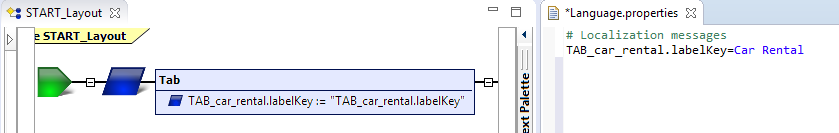 START_Layout
e START_Layout
Tab
TAB_car_rental.labelKey := "TAB_car_rental.labelKey"
ext Palette
*Language.properties
# Localization messages
TAB_car_rental.labelKey=Car Rental